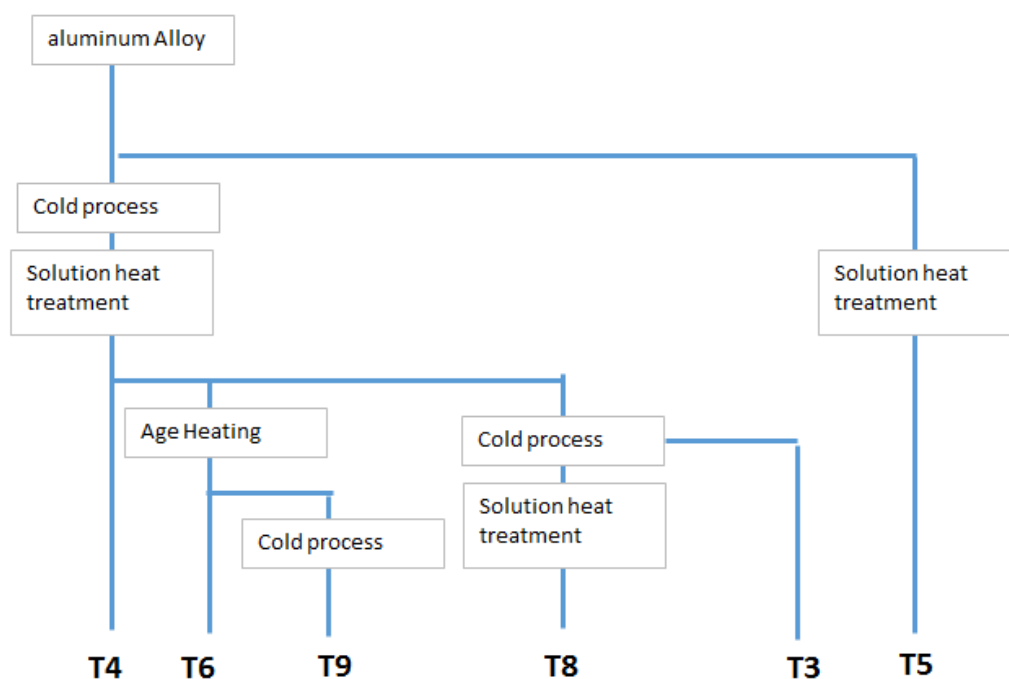 aluminum Alloy
Cold process
Solution heat
treatment
Solution heat
treatment
Age Heating
Cold process
Solution heat
treatment
Cold process
T4
T6
T9
T8
T3
T5